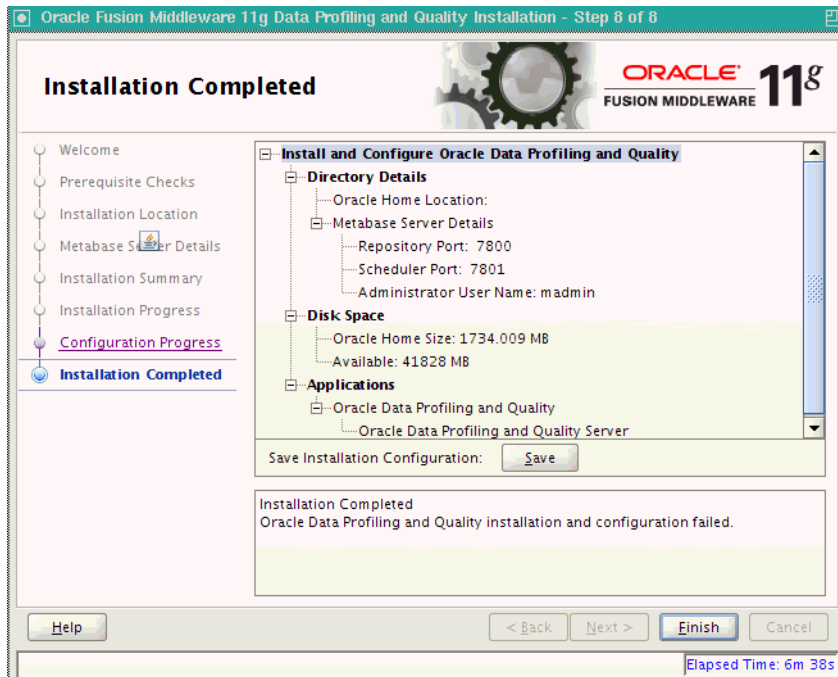 Oracle Fusion Middleware 11g Data Profiling and Quality Installation - Step 8 of 8
Installation Completed
ORACLE
FUSION MIDDLEWARE 11g
Welcome
Prerequisite Checks
Installation Location
Metabase Server Details
Installation Summary
Installation Progress
Configuration Progress
Installation Completed
Install and Configure Oracle Data Profiling and Quality
Directory Details
Oracle Home Location:
Metabase Server Details
Repository Port: 7800
Scheduler Port: 7801
Administrator User Name: madmin
Disk Space
Oracle Home Size: 1734.009 MB
Available: 41828 MB
Applications
Oracle Data Profiling and Quality
Oracle Data Profiling and Quality Server
Save Installation Configuration: Save
Installation Completed
Oracle Data Profiling and Quality installation and configuration failed.
Help < Back Next > Finish Cancel
Elapsed Time: 6m 38s